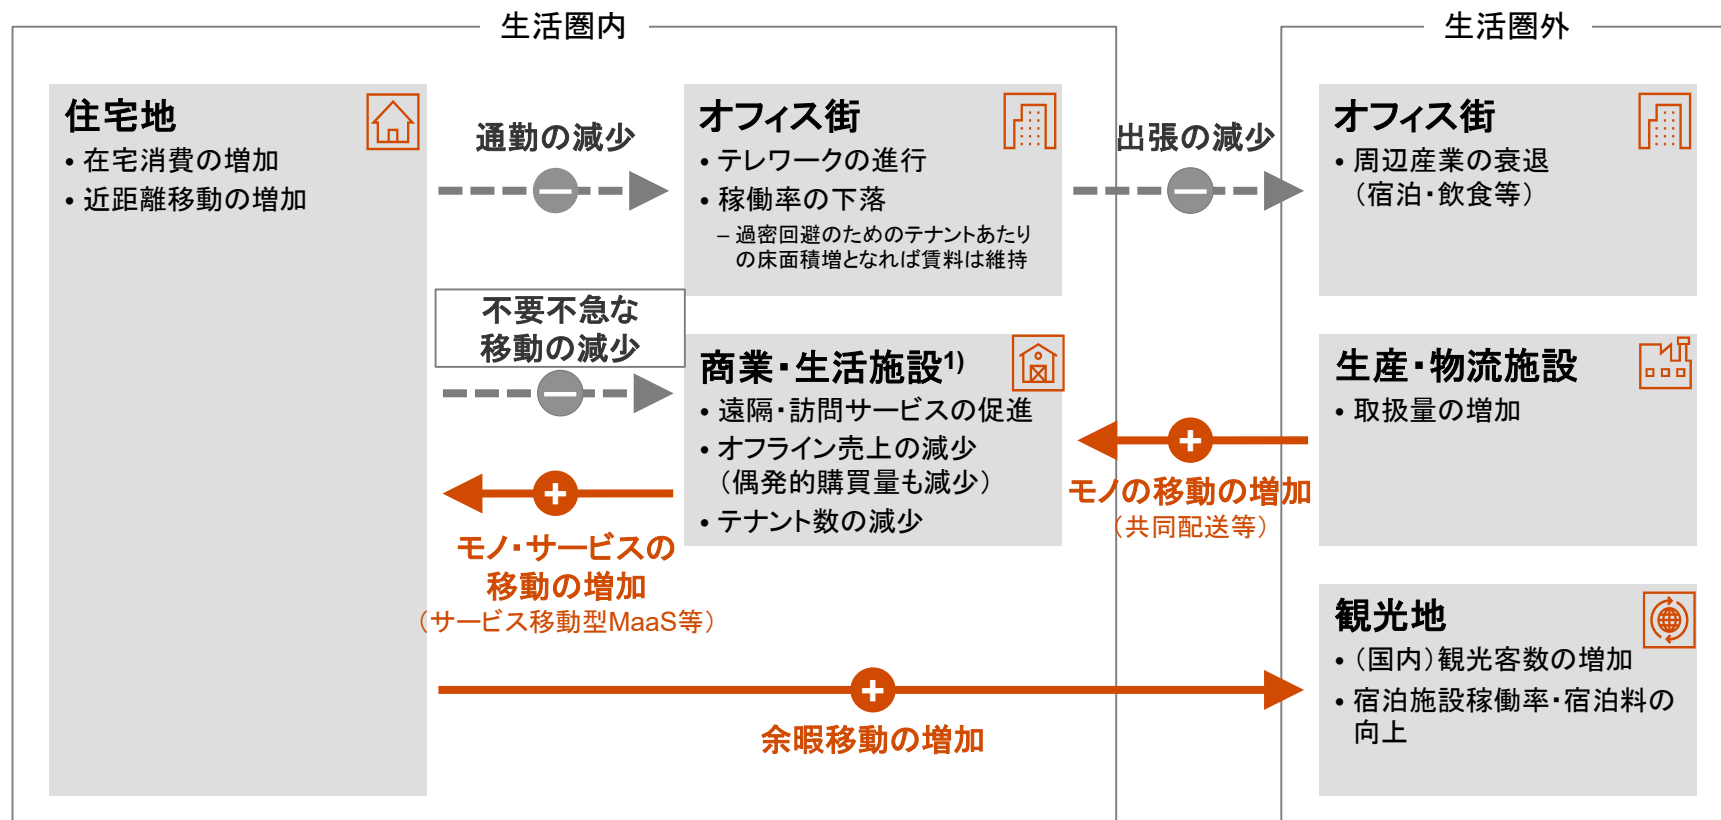 生活圏内
生活圏外
住宅地
• 在宅消費の増加
• 近距離移動の増加
通勤の減少
オフィス街
• テレワークの進行
• 稼働率の下落
– 過密回避のためのテナントあたり
の床面積増となれば賃料は維持
出張の減少
オフィス街
• 周辺産業の衰退
（宿泊・飲食等）
不要不急な
移動の減少
商業・生活施設1)
• 遠隔・訪問サービスの促進
• オフライン売上の減少
（偶発的購買量も減少）
• テナント数の減少
モノ・サービスの
移動の増加
（サービス移動型MaaS等）
モノの移動の増加
（共同配送等）
生産・物流施設
• 取扱量の増加
余暇移動の増加
観光地
• （国内）観光客数の増加
• 宿泊施設稼働率・宿泊料の
向上